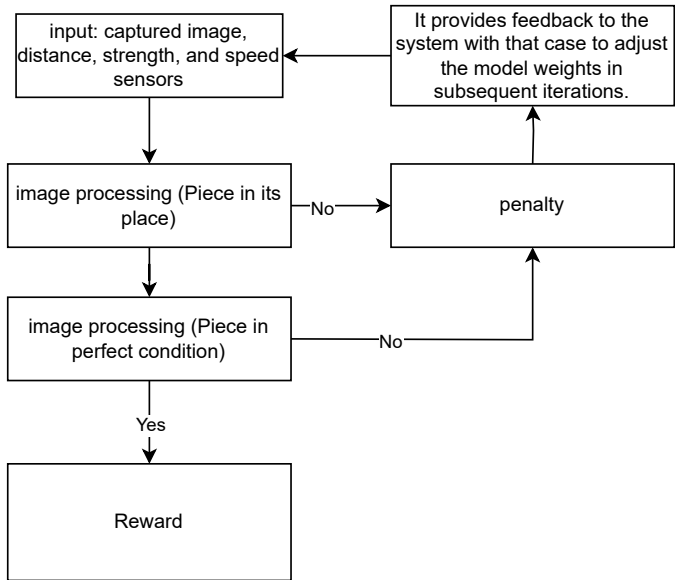 input: captured image,
distance, strength, and speed
sensors
It provides feedback to the
system with that case to adjust
the model weights in
subsequent iterations.
image processing (Piece in its
place)
No
penalty
image processing (Piece in
perfect condition)
No
Yes
Reward